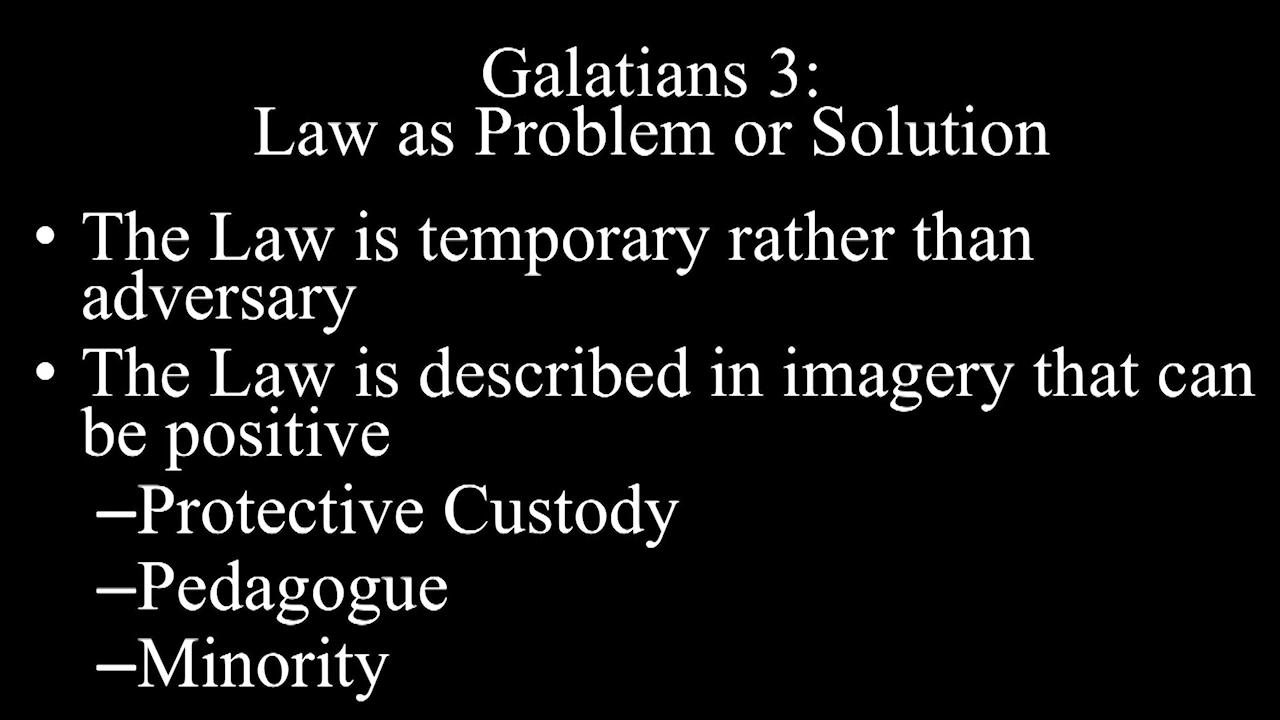 Galatians 3:
Law as Problem or Solution
• The Law is temporary rather than
adversary
• The Law is described in imagery that can
be positive
–Protective Custody
–Pedagogue
–Minority